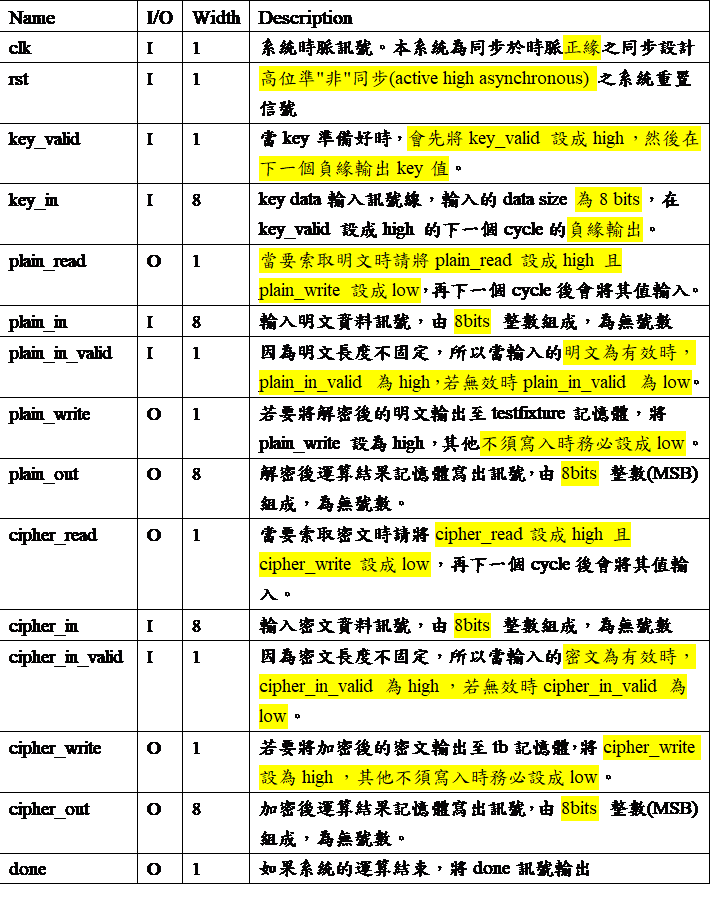 Name I/O Width Description
clk I 1 系統時脈訊號。本系統為同步於時脈正緣之同步設計
rst I 1 高位準"非"同步(active high asynchronous) 之系統重置
信號
key_valid I 1 當 key 準備好時，會先將 key_valid 設成 high，然後在
下一個負緣輸出 key 值。
key_in I 8 key data 輸入訊號線，輸入的 data size 為 8 bits，在
key_valid 設成 high 的下一個 cycle 的負緣輸出。
plain_read O 1 當要索取明文時請將 plain_read 設成 high 且
plain_write 設成 low，再下一個 cycle 後會將其值輸入。
plain_in I 8 輸入明文資料訊號，由 8bits 整數組成，為無號數
plain_in_valid I 1 因為明文長度不固定，所以當輸入的明文為有效時，
plain_in_valid 為 high，若無效時 plain_in_valid 為 low。
plain_write O 1 若要將解密後的明文輸出至 testfixture 記憶體，將
plain_write 設為 high，其他不須寫入時務必設成 low。
plain_out O 8 解密後運算結果記憶體寫出訊號，由 8bits 整數(MSB)
組成，為無號數。
cipher_read O 1 當要索取密文時請將 cipher_read 設成 high 且
cipher_write 設成 low，再下一個 cycle 後會將其值輸
入。
cipher_in I 8 輸入密文資料訊號，由 8bits 整數組成，為無號數
cipher_in_valid I 1 因為密文長度不固定，所以當輸入的密文為有效時，
cipher_in_valid 為 high，若無效時 cipher_in_valid 為
low。
cipher_write O 1 若要將加密後的密文輸出至 tb 記憶體，將 cipher_write
設為 high，其他不須寫入時務必設成 low。
cipher_out O 8 加密後運算結果記憶體寫出訊號，由 8bits 整數(MSB)
組成，為無號數。
done O 1 如果系統的運算結束，將 done 訊號輸出